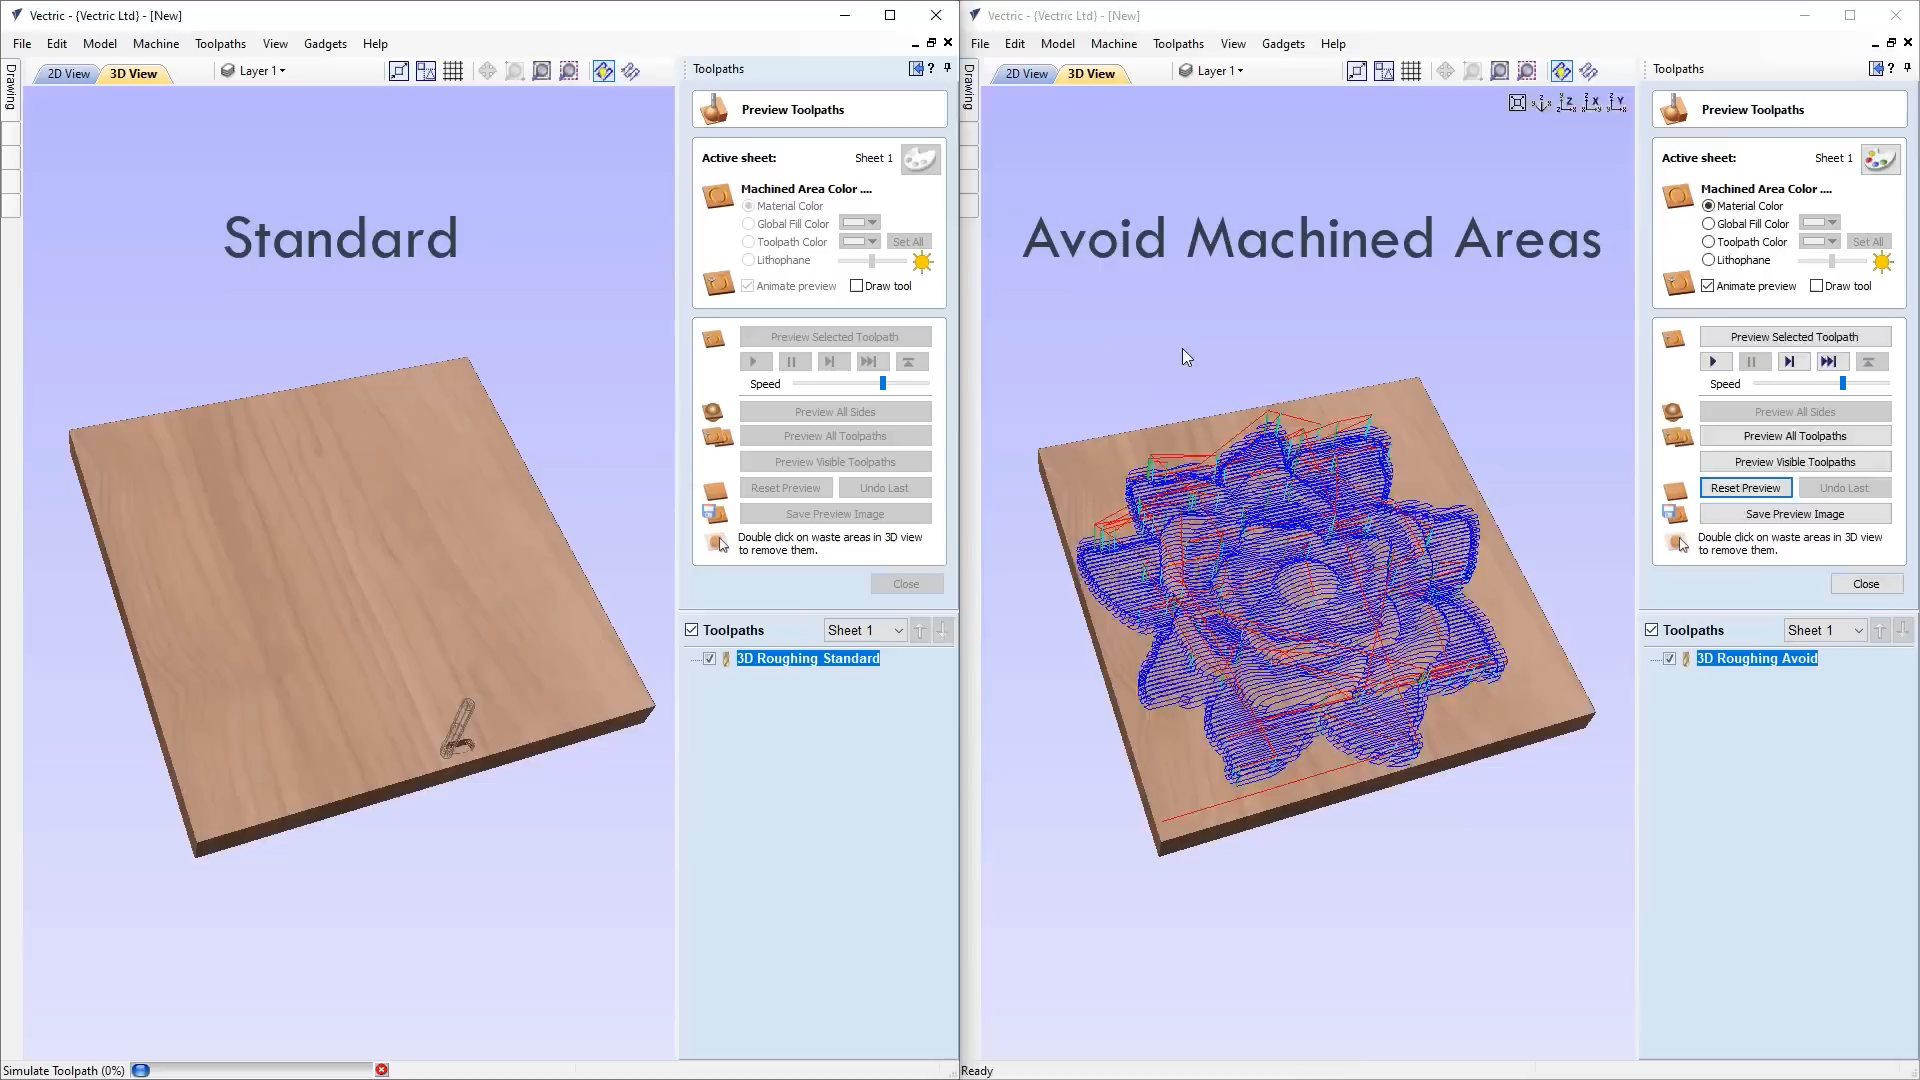 Vectric - {Vectric Ltd} - [New]
File Edit Model Machine Toolpaths View Gadgets Help
Drawing
2D View 3D View Layer 1
Standard
Toolpaths ?
Preview Toolpaths
Active sheet: Sheet 1
Machined Area Color ....
Material Color
Global Fill Color
Toolpath Color Set All
Lithophane
Animate preview Draw tool
Preview Selected Toolpath
Speed
Preview All Sides
Preview All Toolpaths
Preview Visible Toolpaths
Reset Preview Undo Last
Save Preview Image
Double click on waste areas in 3D view
to remove them.
Close
Toolpaths Sheet 1
3D Roughing Standard
Simulate Toolpath (0%)
Vectric - {Vectric Ltd} - [New]
File Edit Model Machine Toolpaths View Gadgets Help
Drawing
2D View 3D View Layer 1
Avoid Machined Areas
Toolpaths ?
Preview Toolpaths
Active sheet: Sheet 1
Machined Area Color ....
Material Color
Global Fill Color
Toolpath Color Set All
Lithophane
Animate preview Draw tool
Preview Selected Toolpath
Speed
Preview All Sides
Preview All Toolpaths
Preview Visible Toolpaths
Reset Preview Undo Last
Save Preview Image
Double click on waste areas in 3D view
to remove them.
Close
Toolpaths Sheet 1
3D Roughing Avoid
Ready